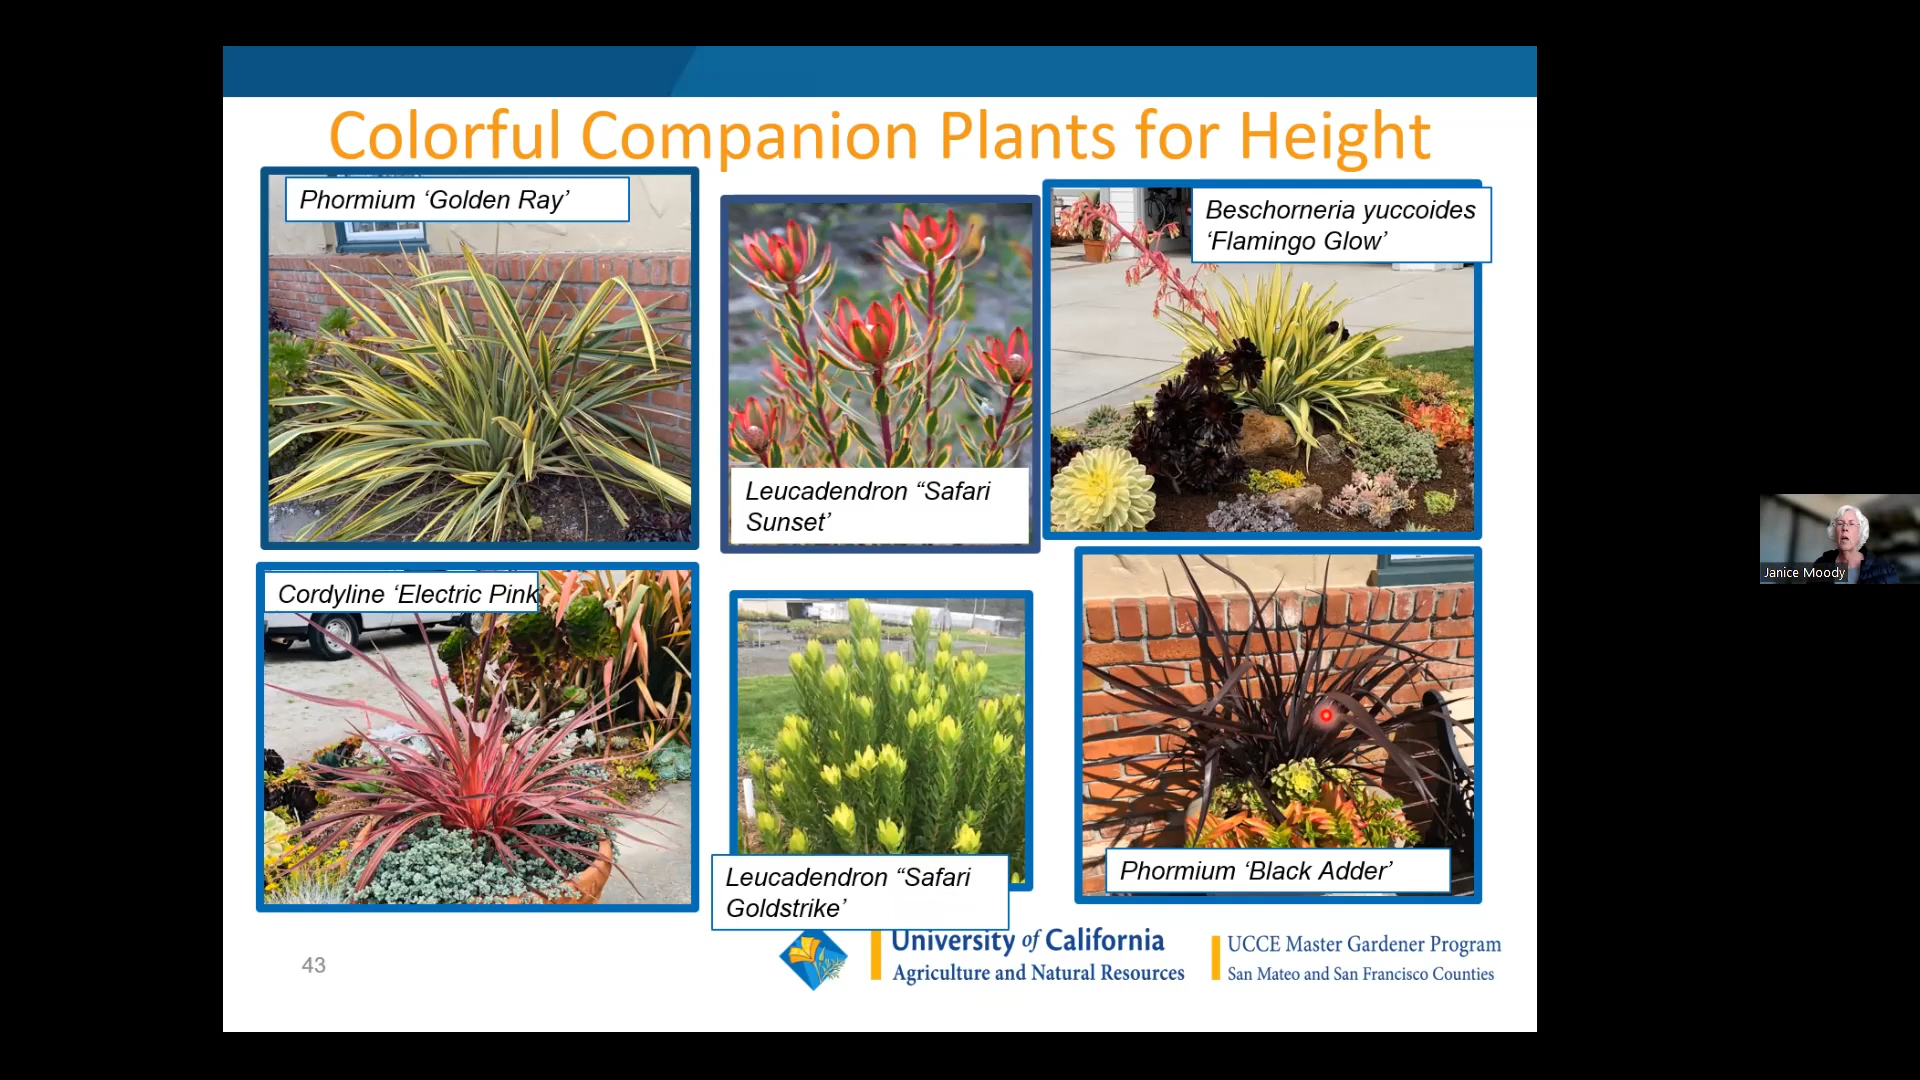 Colorful Companion Plants for Height
Phormium ‘Golden Ray’
Leucadendron “Safari
Sunset’
Beschorneria yuccoides
‘Flamingo Glow’
Cordyline ‘Electric Pink’
Leucadendron “Safari
Goldstrike’
Phormium ‘Black Adder’
43
University of California
Agriculture and Natural Resources
UCCE Master Gardener Program
San Mateo and San Francisco Counties
Janice Moody